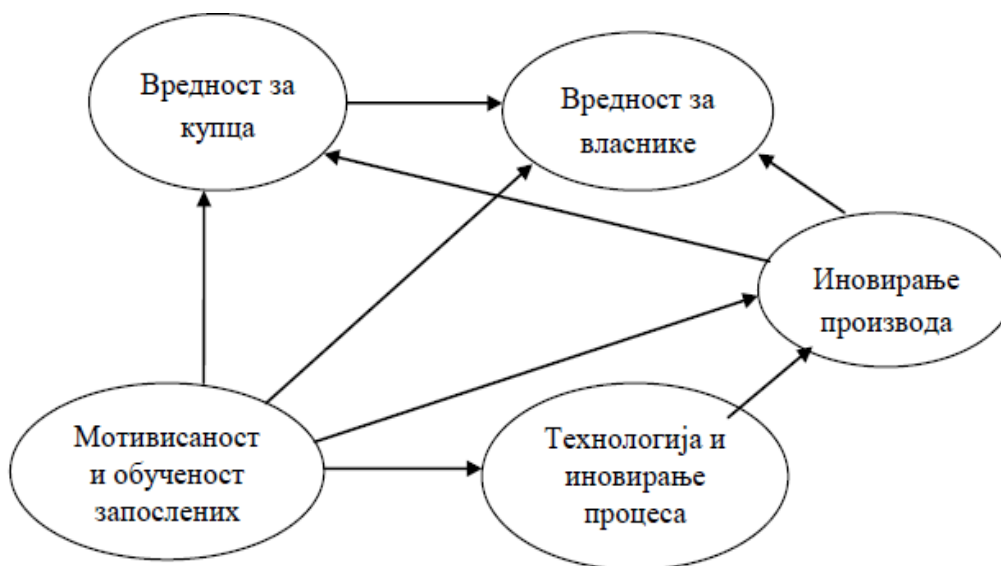 Вредност за
купца
Вредност за
власнике
Иновирање
производа
Мотивисаност
и обученост
запослених
Технологија и
иновирање
процеса